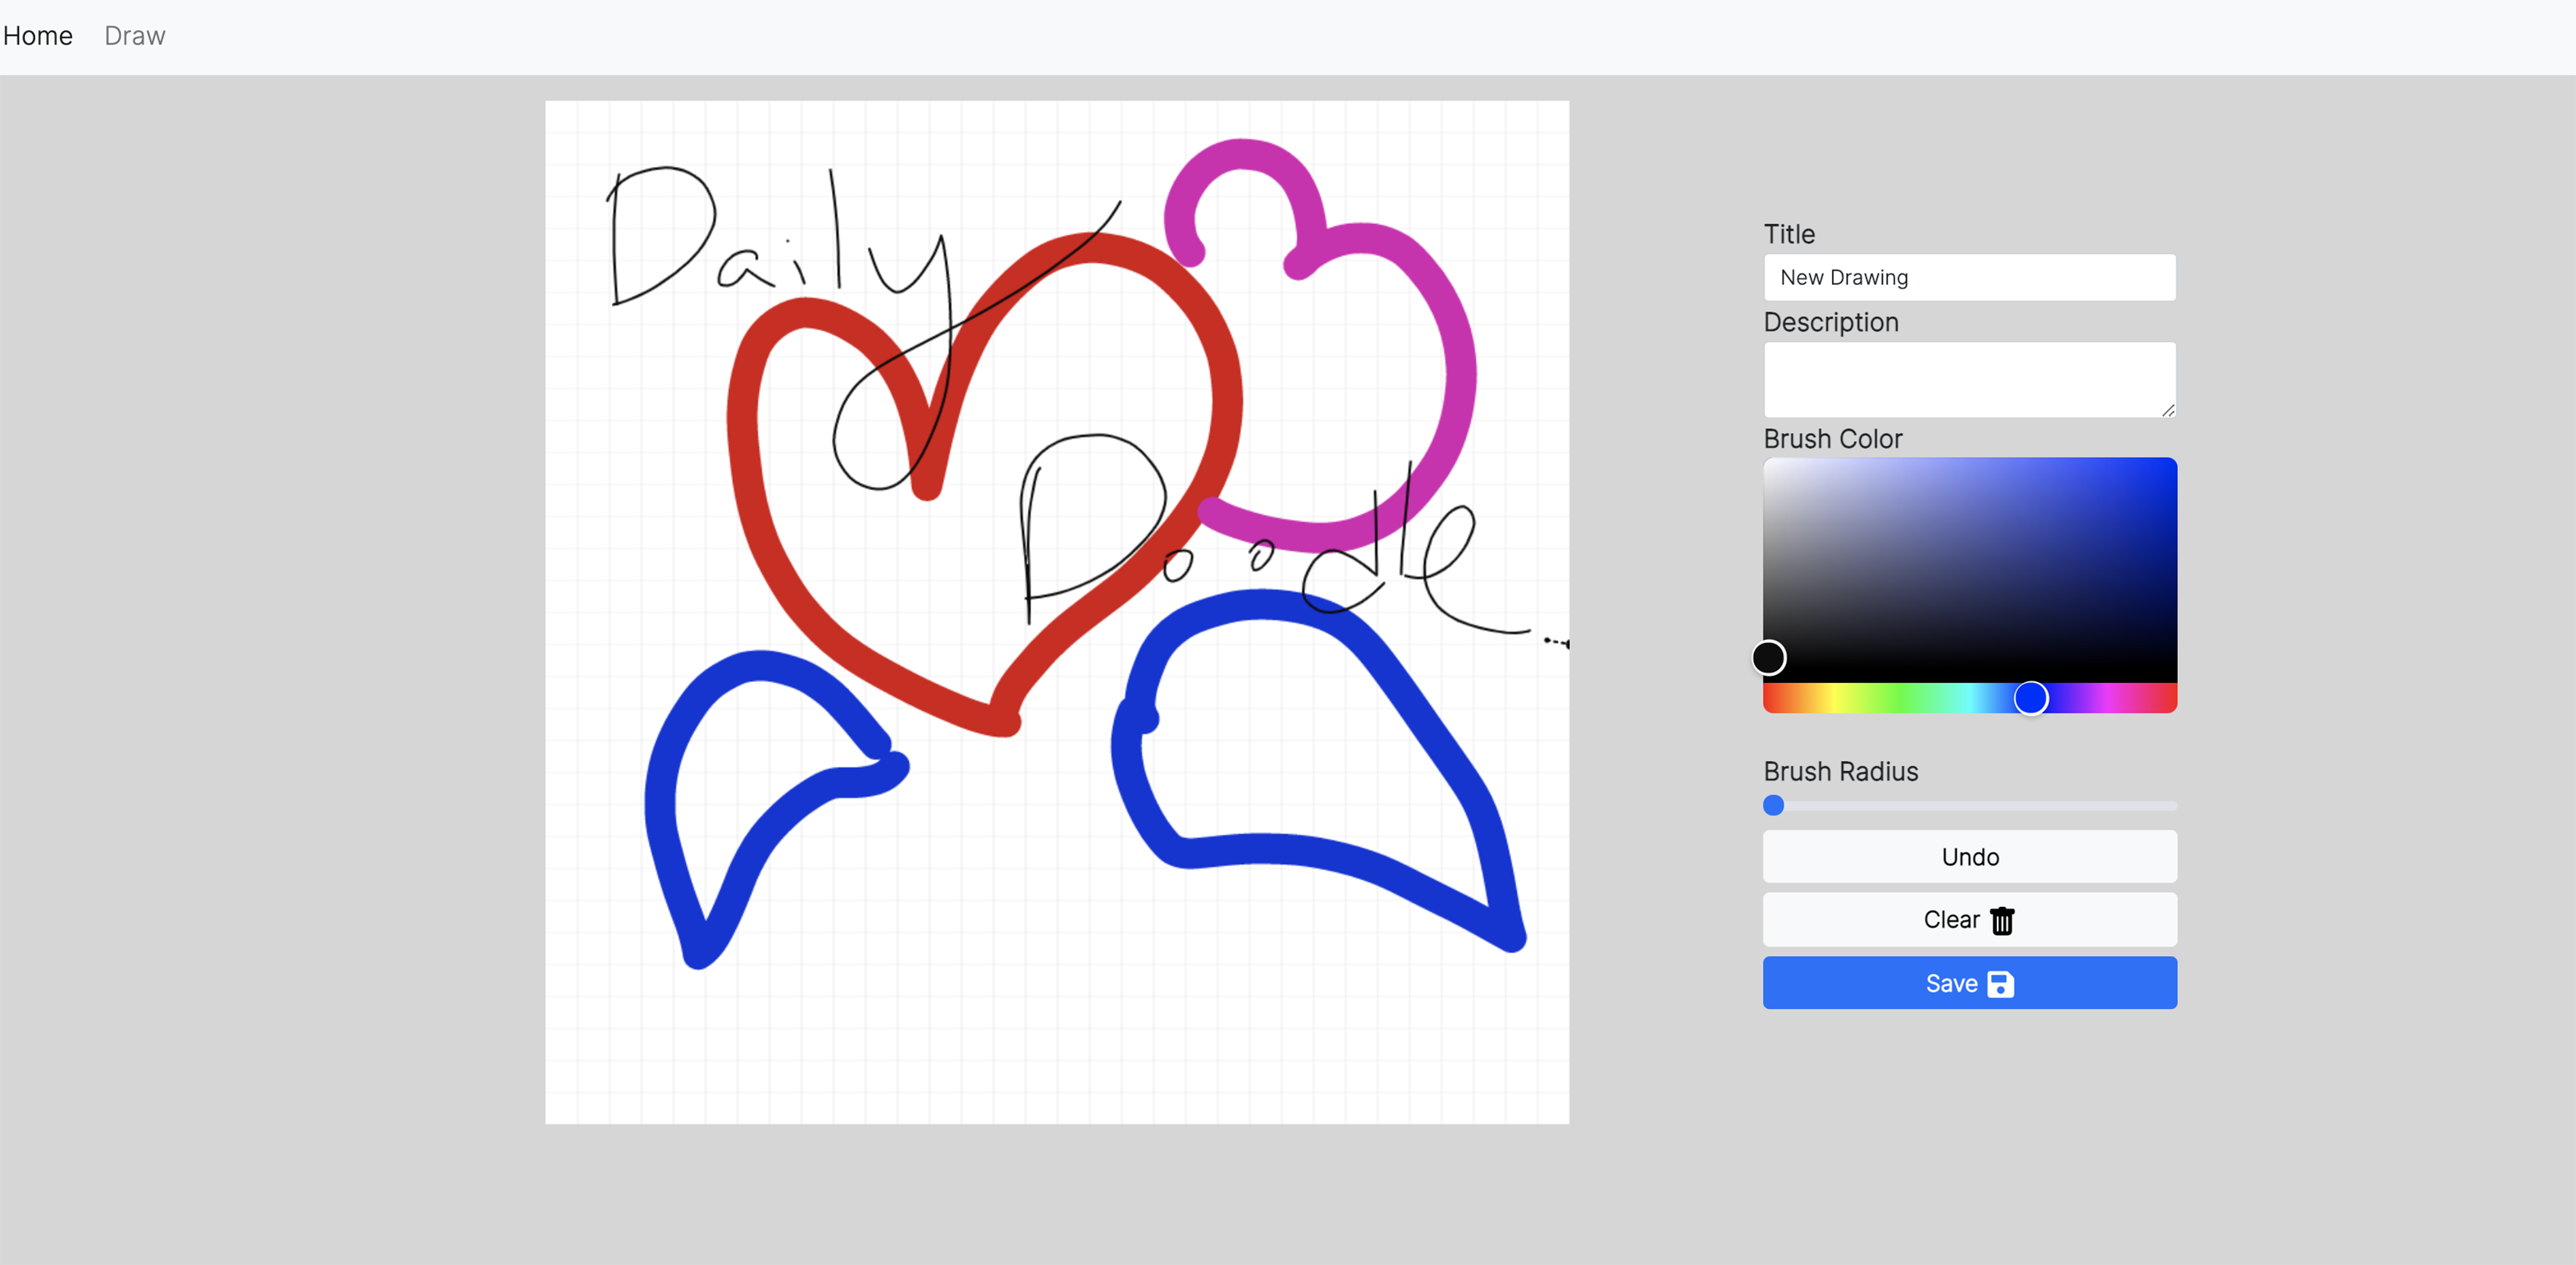 Home Draw
Daily
Doodle
Title
New Drawing
Description
Brush Color
Brush Radius
Undo
Clear
Save